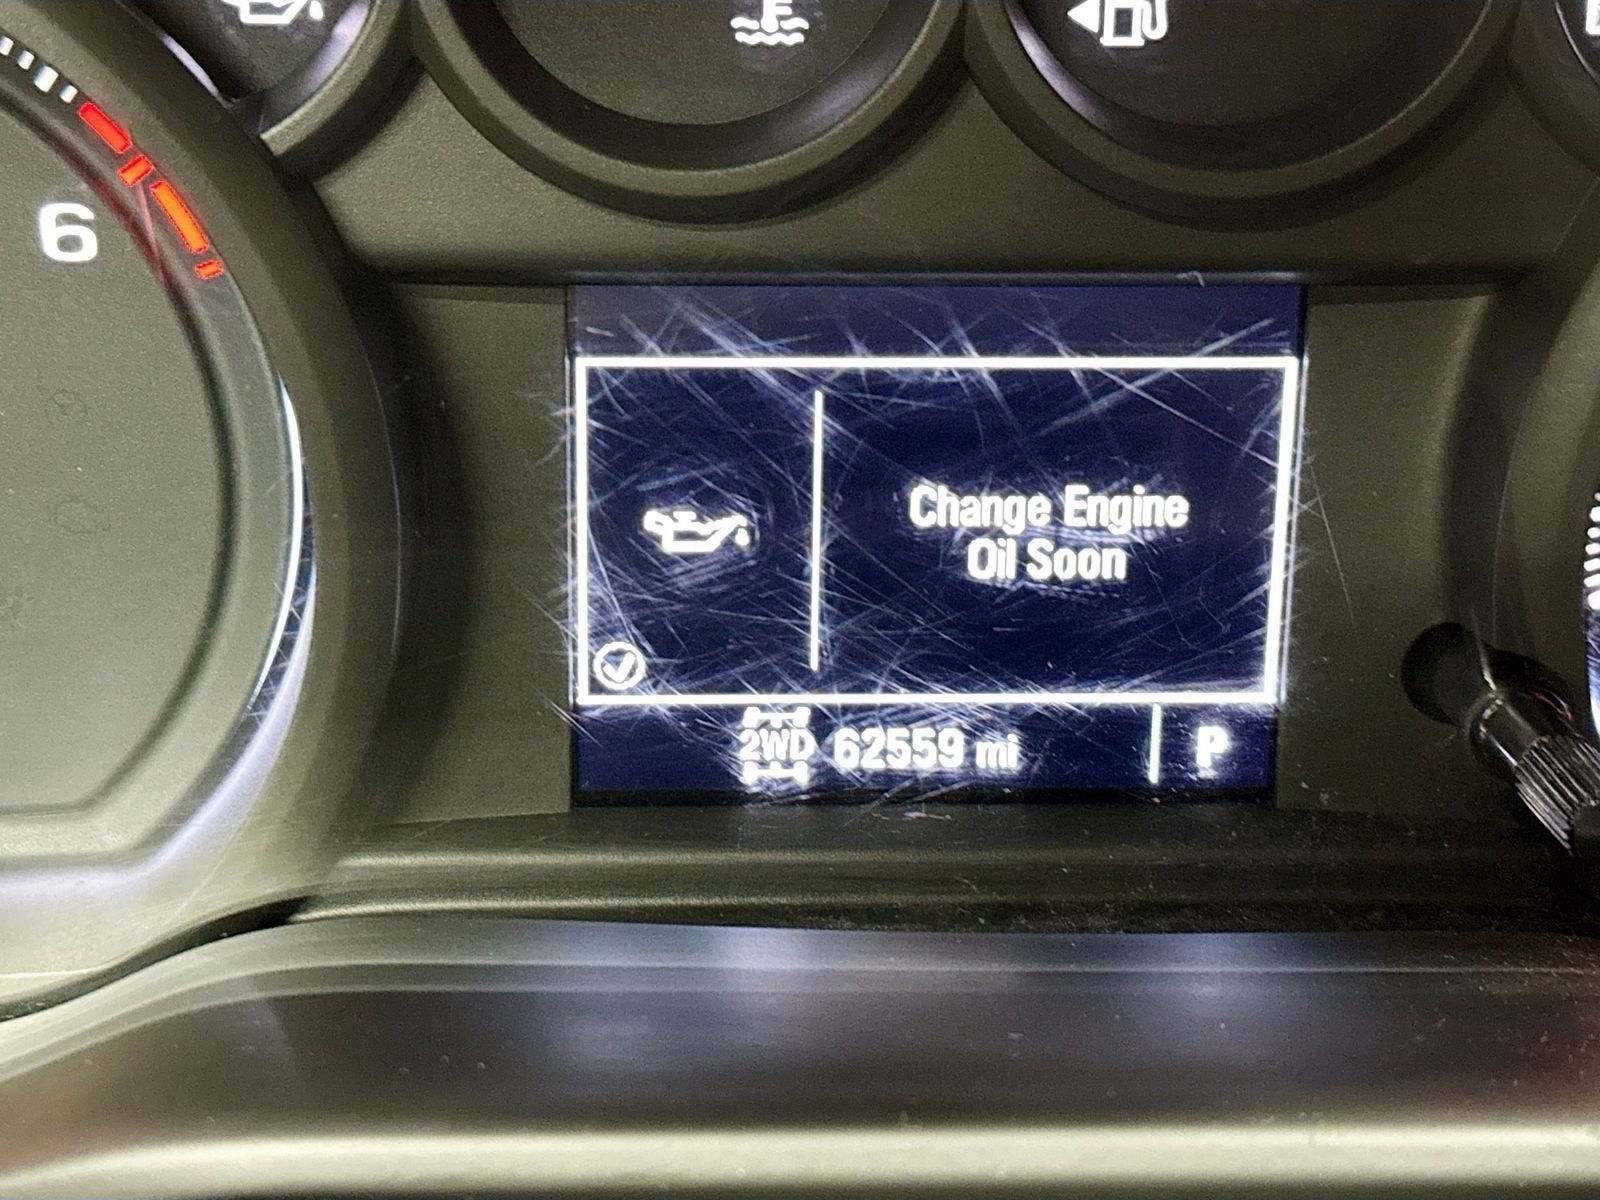 6
Change Engine
Oil Soon
2WD 62559 mi P